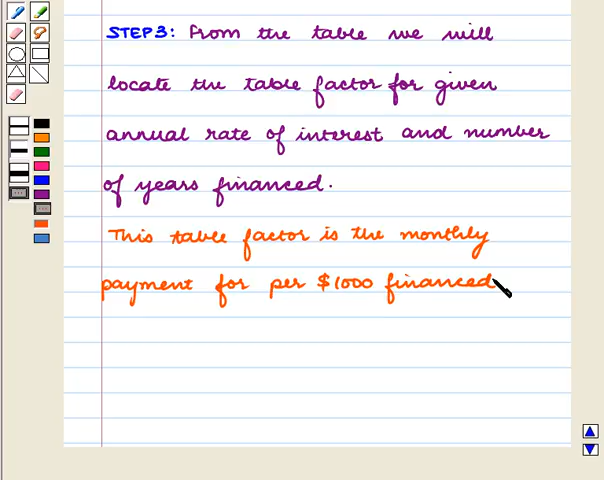 STEP3: From the table we will
locate the table factor for given
annual rate of interest and number
of years financed.
This table factor is the monthly
payment for per $1000 financed